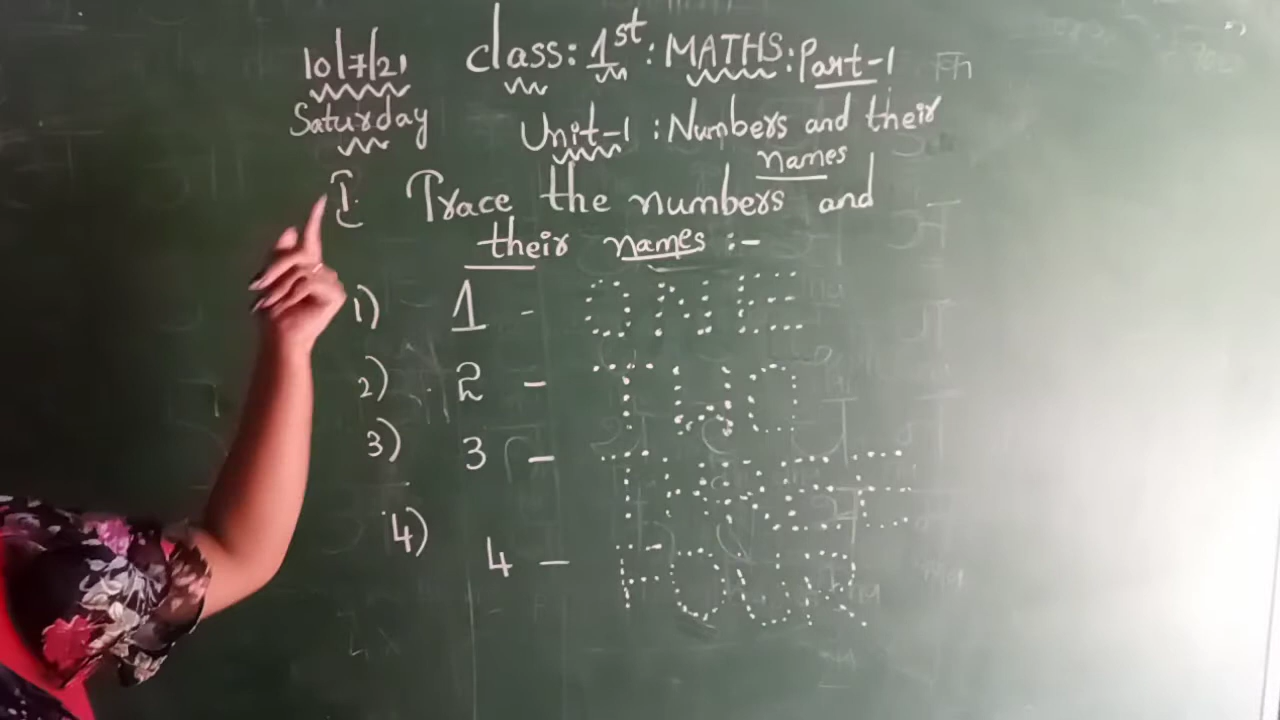 10/7/21 class: 1st: MATHS: Part-1
Saturday Unit-1 : Numbers and their
names
I. Trace the numbers and
their names :-
1) 1 - ONE
2) 2 - TWO
3) 3 - THREE
4) 4 - FOUR